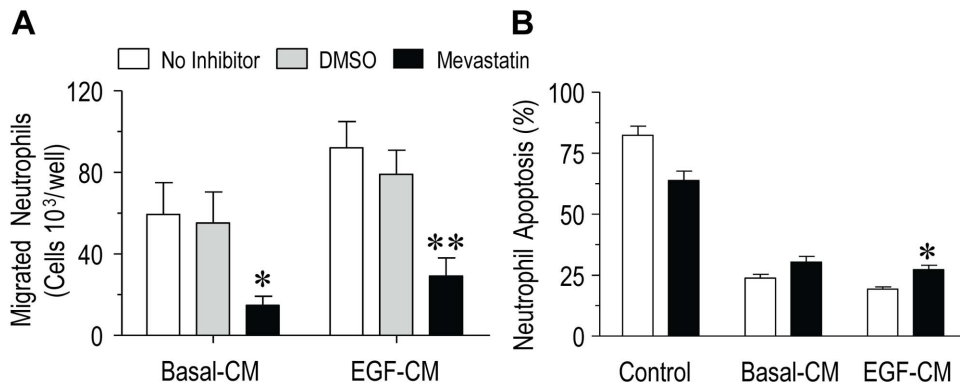 A
B
No Inhibitor
DMSO
Mevastatin
Migrated Neutrophils
(Cells 10³/well)
120
80
40
0
*
**
Basal-CM
EGF-CM
Neutrophil Apoptosis (%)
100
75
50
25
0
*
Control
Basal-CM
EGF-CM